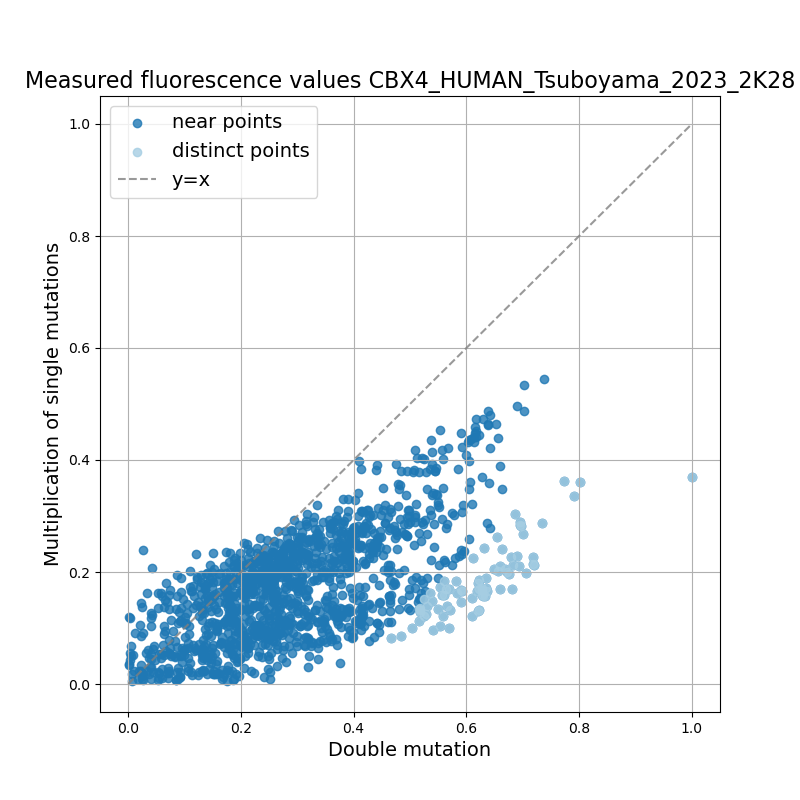 Measured fluorescence values CBX4_HUMAN_Tsuboyama_2023_2K28
near points
distinct points
y=x
Multiplication of single mutations
1.0
0.8
0.6
0.4
0.2
0.0
0.0 0.2 0.4 0.6 0.8 1.0
Double mutation